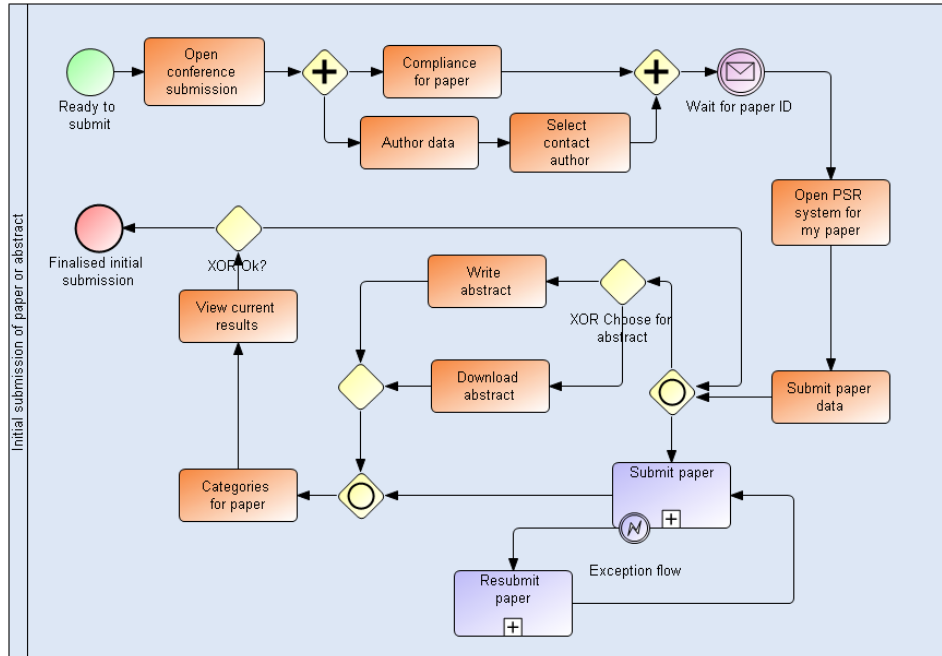 Initial submission of paper or abstract
Ready to
submit
Open
conference
submission
Compliance
for paper
Author data
Select
contact
author
Wait for paper ID
Open PSR
system for
my paper
Finalised initial
submission
XOR Ok?
View current
results
Write
abstract
XOR Choose for
abstract
Download
abstract
Submit paper
data
Categories
for paper
Submit paper
Exception flow
Resubmit
paper